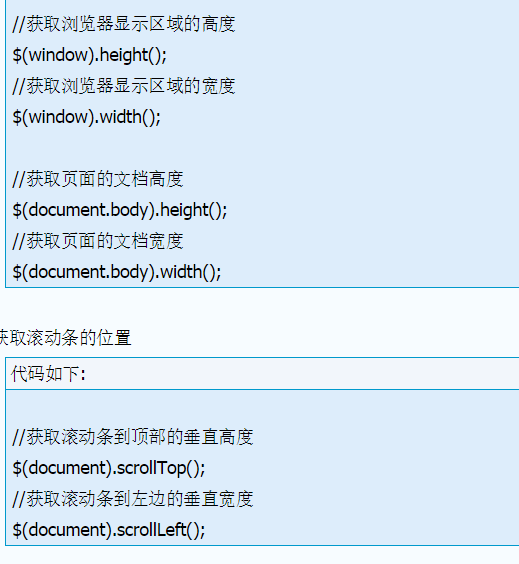 //获取浏览器显示区域的高度
$(window).height();
//获取浏览器显示区域的宽度
$(window).width();
//获取页面的文档高度
$(document.body).height();
//获取页面的文档宽度
$(document.body).width();
获取滚动条的位置
代码如下:
//获取滚动条到顶部的垂直高度
$(document).scrollTop();
//获取滚动条到左边的垂直宽度
$(document).scrollLeft();